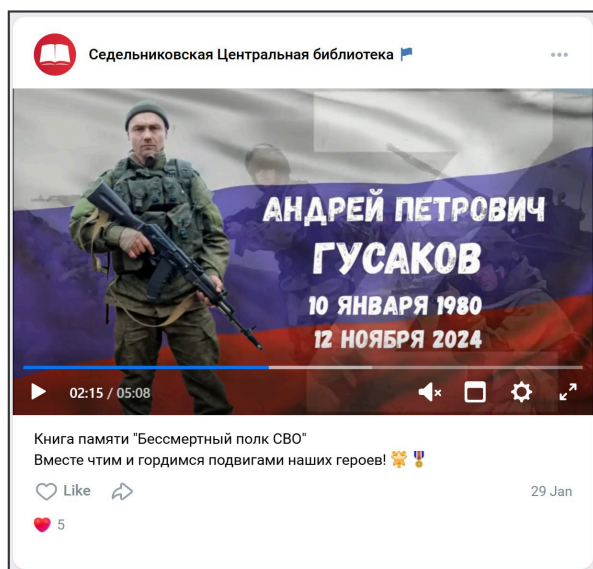 Седельниковская Центральная библиотека
АНДРЕЙ ПЕТРОВИЧ
ГУСАКОВ
10 ЯНВАРЯ 1980
12 НОЯБРЯ 2024
02:15 / 05:08
Книга памяти "Бессмертный полк СВО"
Вместе чтим и гордимся подвигами наших героев!
Like
29 Jan
5